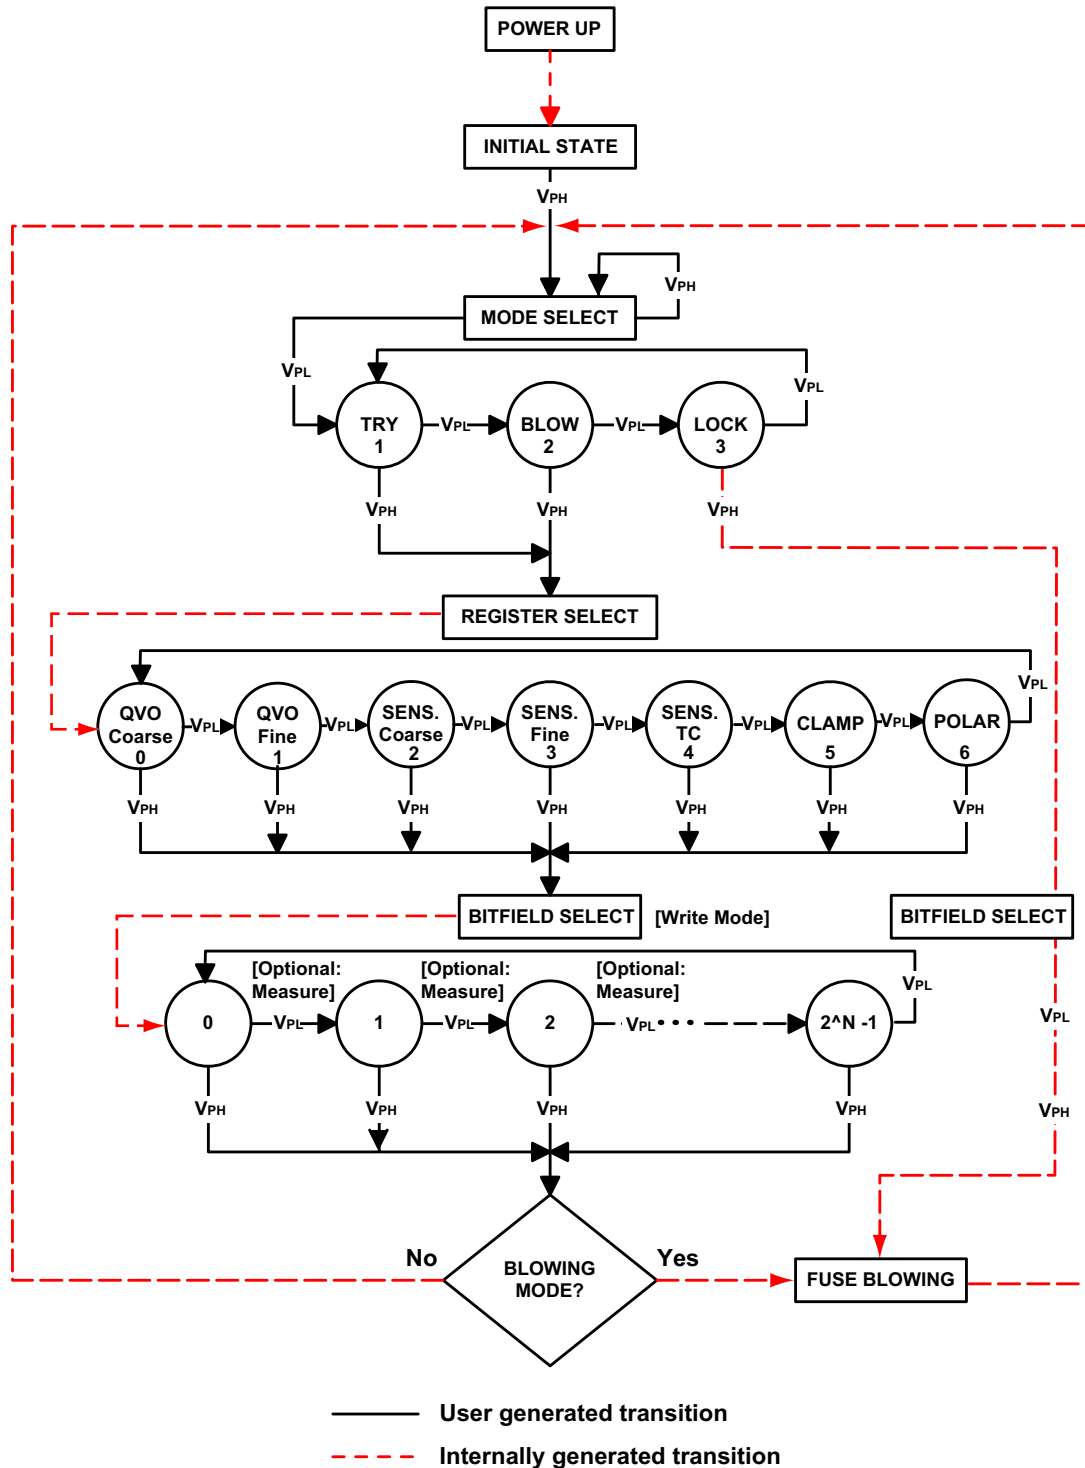 POWER UP
INITIAL STATE
VPH
MODE SELECT
VPH
VPL
VPL
TRY
1
VPL
BLOW
2
VPL
LOCK
3
VPH
VPH
VPH
REGISTER SELECT
VPL
QVO
Coarse
0
VPL
QVO
Fine
1
VPL
SENS.
Coarse
2
VPL
SENS.
Fine
3
VPL
SENS.
TC
4
VPL
CLAMP
5
VPL
POLAR
6
VPH
VPH
VPH
VPH
VPH
VPH
VPH
BITFIELD SELECT
[Write Mode]
BITFIELD SELECT
[Optional:
Measure]
[Optional:
Measure]
[Optional:
Measure]
VPL
0
VPL
1
VPL
2
VPL • • •
2^N -1
VPL
VPH
VPH
VPH
VPH
VPH
No
BLOWING
MODE?
Yes
FUSE BLOWING
User generated transition
Internally generated transition